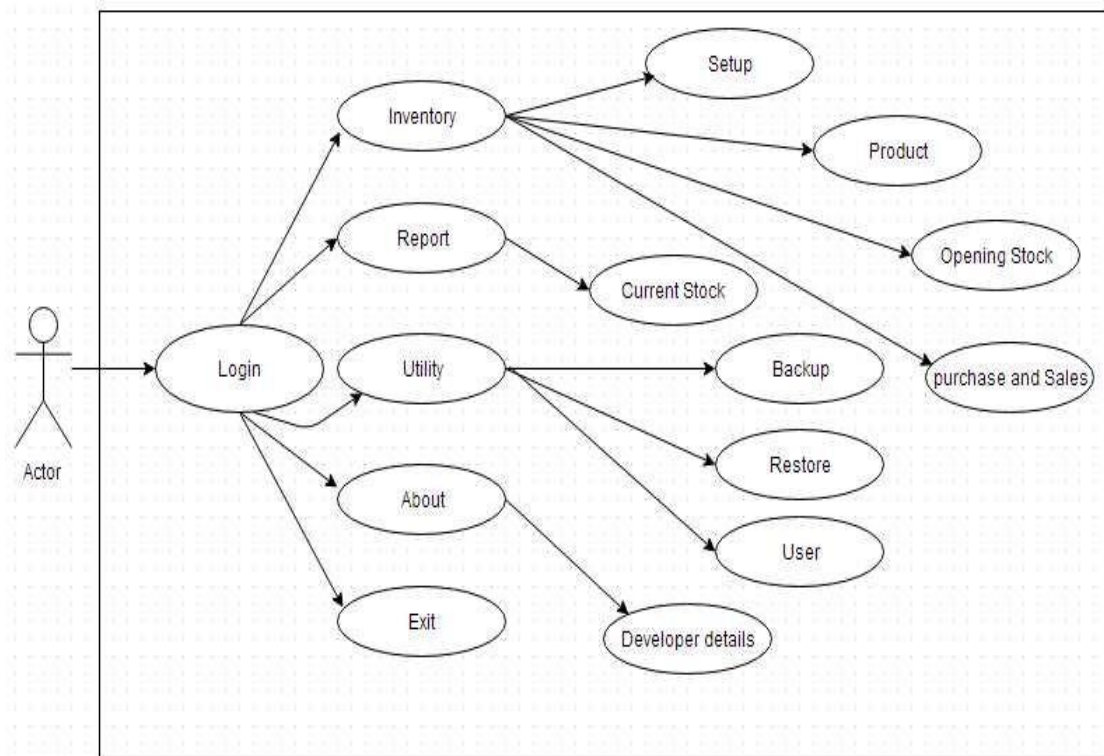 Setup
Inventory
Product
Report
Opening Stock
Current Stock
Login
Utility
Backup
purchase and Sales
Actor
Restore
About
User
Exit
Developer details